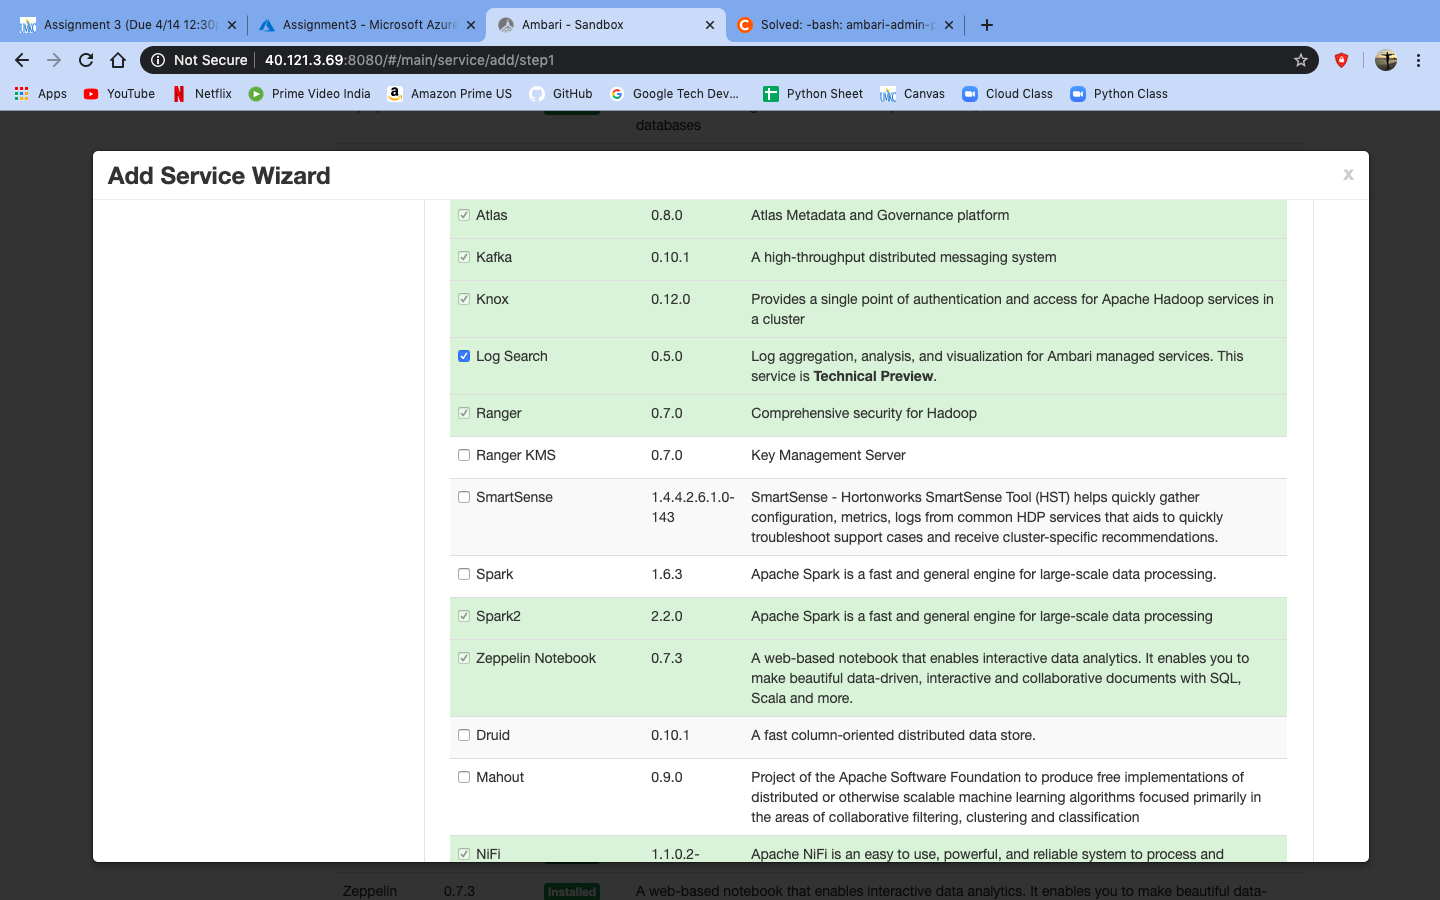 Assignment 3 (Due 4/14 12:30p
Assignment3 - Microsoft Azure
Ambari - Sandbox
Solved: -bash: ambari-admin-p
Not Secure
40.121.3.69:8080/#/main/service/add/step1
Apps
YouTube
Netflix
Prime Video India
Amazon Prime US
GitHub
Google Tech Dev...
Python Sheet
Canvas
Cloud Class
Python Class
databases
Add Service Wizard
x
Atlas 0.8.0 Atlas Metadata and Governance platform
Kafka 0.10.1 A high-throughput distributed messaging system
Knox 0.12.0 Provides a single point of authentication and access for Apache Hadoop services in
a cluster
Log Search 0.5.0 Log aggregation, analysis, and visualization for Ambari managed services. This
service is Technical Preview.
Ranger 0.7.0 Comprehensive security for Hadoop
Ranger KMS 0.7.0 Key Management Server
SmartSense 1.4.4.2.6.1.0- SmartSense - Hortonworks SmartSense Tool (HST) helps quickly gather
143 configuration, metrics, logs from common HDP services that aids to quickly
troubleshoot support cases and receive cluster-specific recommendations.
Spark 1.6.3 Apache Spark is a fast and general engine for large-scale data processing.
Spark2 2.2.0 Apache Spark is a fast and general engine for large-scale data processing
Zeppelin Notebook 0.7.3 A web-based notebook that enables interactive data analytics. It enables you to
make beautiful data-driven, interactive and collaborative documents with SQL,
Scala and more.
Druid 0.10.1 A fast column-oriented distributed data store.
Mahout 0.9.0 Project of the Apache Software Foundation to produce free implementations of
distributed or otherwise scalable machine learning algorithms focused primarily in
the areas of collaborative filtering, clustering and classification
NiFi 1.1.0.2- Apache NiFi is an easy to use, powerful, and reliable system to process and
Zeppelin 0.7.3 Installed A web-based notebook that enables interactive data analytics. It enables you to make beautiful data-